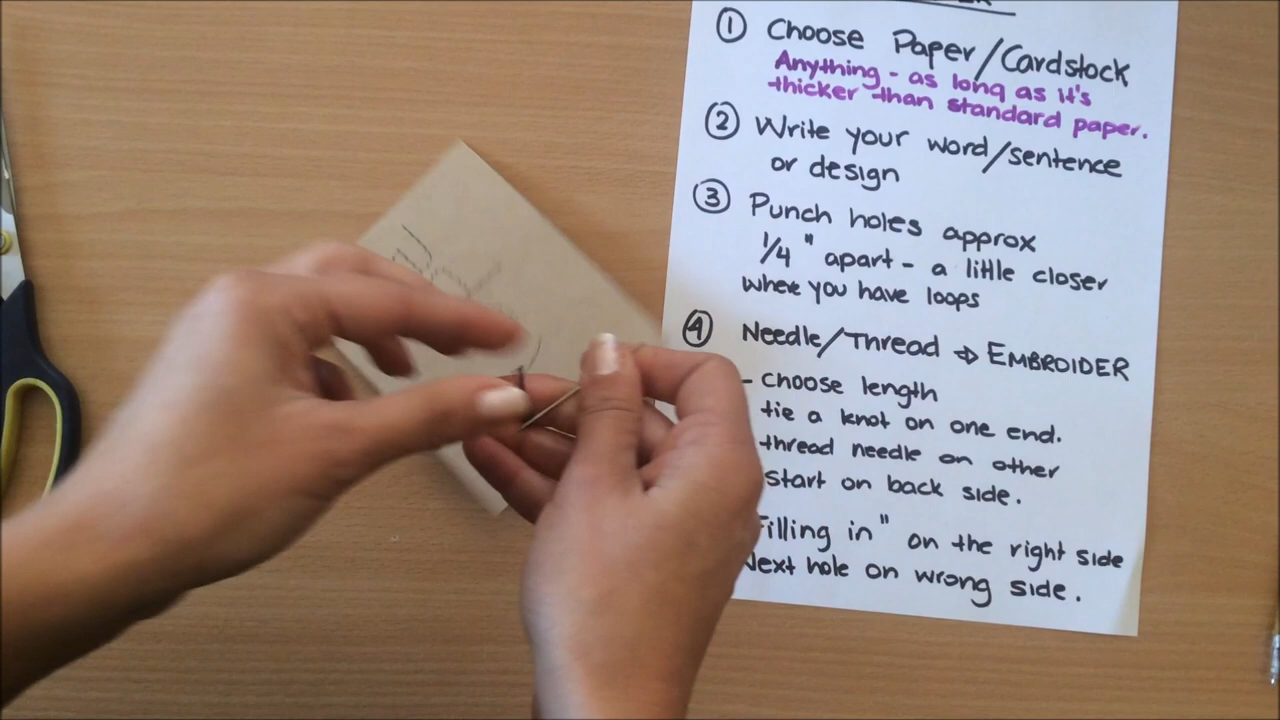 ① Choose Paper/Cardstock
Anything - as long as it's
thicker than standard paper.
② Write your word/sentence
or design
③ Punch holes approx
1/4" apart - a little closer
where you have loops
④ Needle/Thread → EMBROIDER
- choose length
tie a knot on one end.
thread needle on other
start on back side.
Filling in" on the right side
Next hole on wrong side.